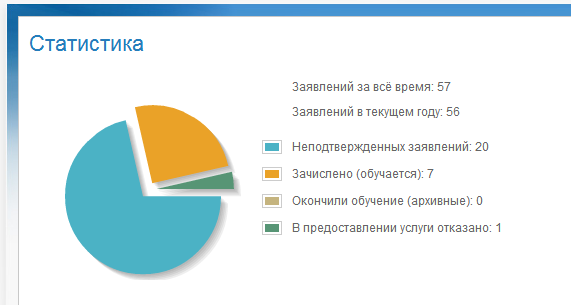 Статистика
Заявлений за всё время: 57
Заявлений в текущем году: 56
Неподтвержденных заявлений: 20
Зачислено (обучается): 7
Окончили обучение (архивные): 0
В предоставлении услуги отказано: 1